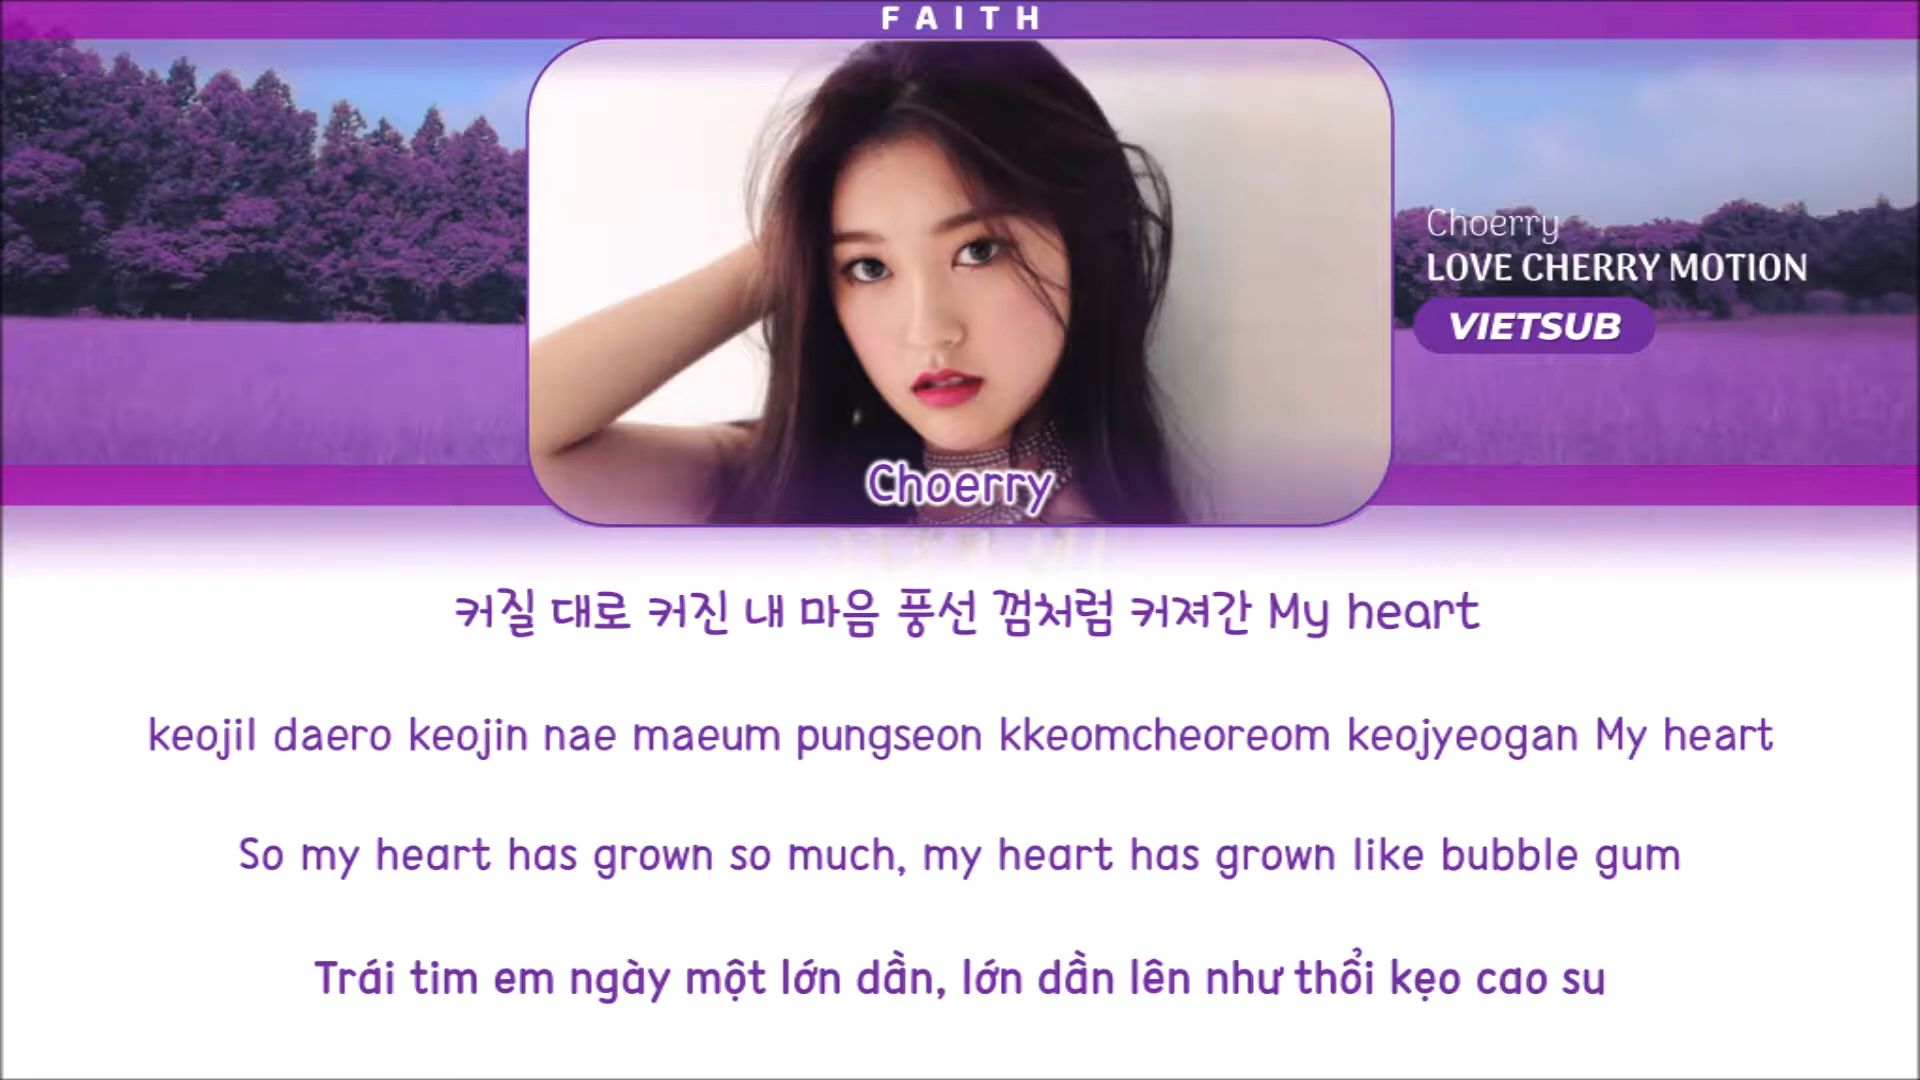 FAITH
Choerry
LOVE CHERRY MOTION
VIETSUB
Choerry
커질 대로 커진 내 마음 풍선 껌처럼 커져간 My heart
keojil daero keojin nae maeum pungseon kkeomcheoreom keojyeogan My heart
So my heart has grown so much, my heart has grown like bubble gum
Trái tim em ngày một lớn dần, lớn dần lên như thổi kẹo cao su